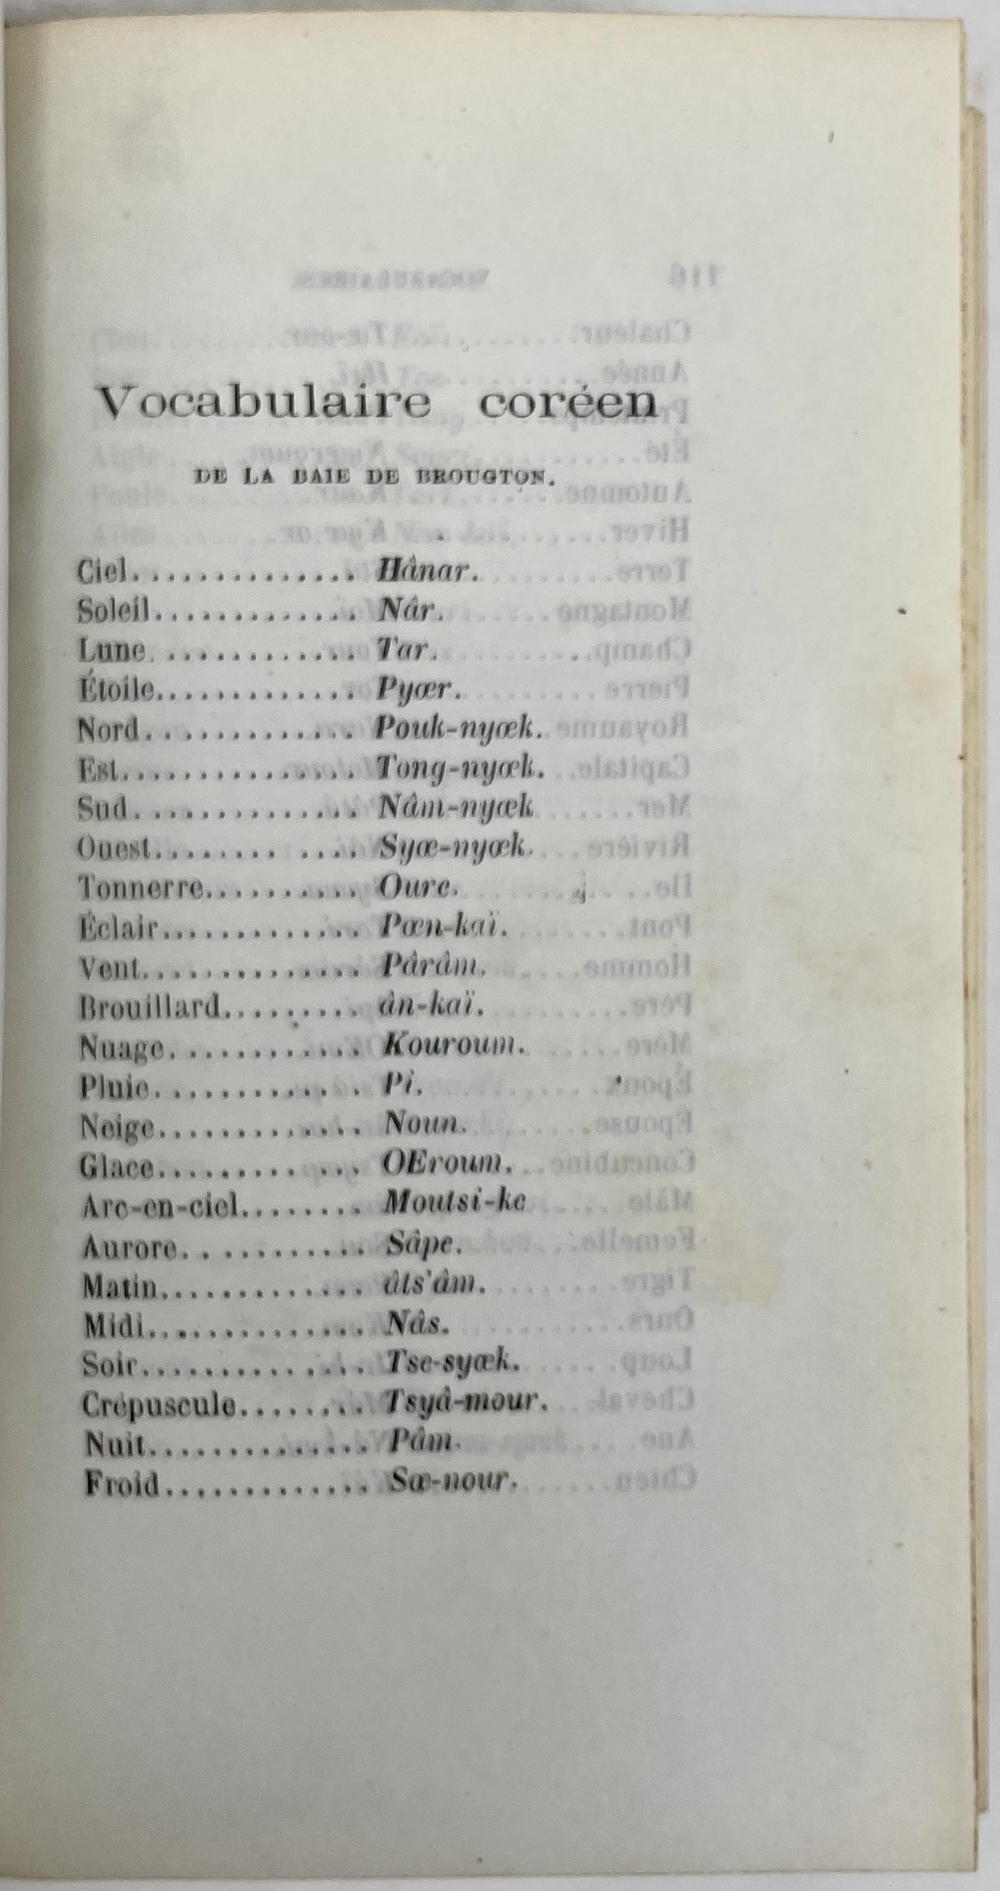 Vocabulaire coréen
DE LA BAIE DE BROUGTON.
Ciel.............. Hânar.
Soleil............. Nâr.
Lune............. Tar.
Étoile............. Pyœr.
Nord............. Pouk-nyœk.
Est............... Tong-nyœk.
Sud.............. Nâm-nyœk
Ouest........ .... Syœ-nyœk.
Tonnerre.......... Oure.
Éclair............. Pœn-kaï.
Vent.............. Pârâm.
Brouillard......... ân-kaï.
Nuage............ Kouroum.
Pluie............. Pi.
Neige............. Noun.
Glace............. OEroum.
Arc-en-ciel........ Moutsi-ke
Aurore........... Sâpe.
Matin............. âts'âm.
Midi.............. Nâs.
Soir.............. Tse-syœk.
Crépuscule........ Tsyâ-mour.
Nuit.............. Pâm.
Froid............. Sœ-nour.